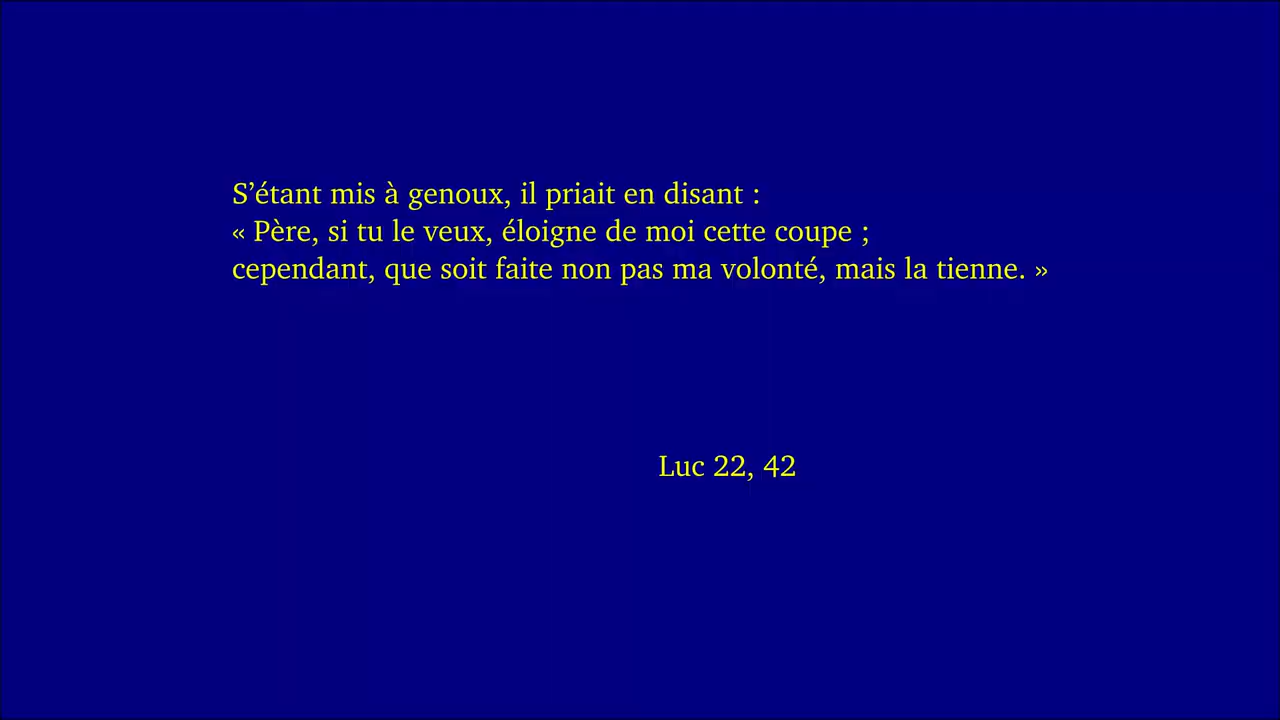 S’étant mis à genoux, il priait en disant :
« Père, si tu le veux, éloigne de moi cette coupe ;
cependant, que soit faite non pas ma volonté, mais la tienne. »
Luc 22, 42